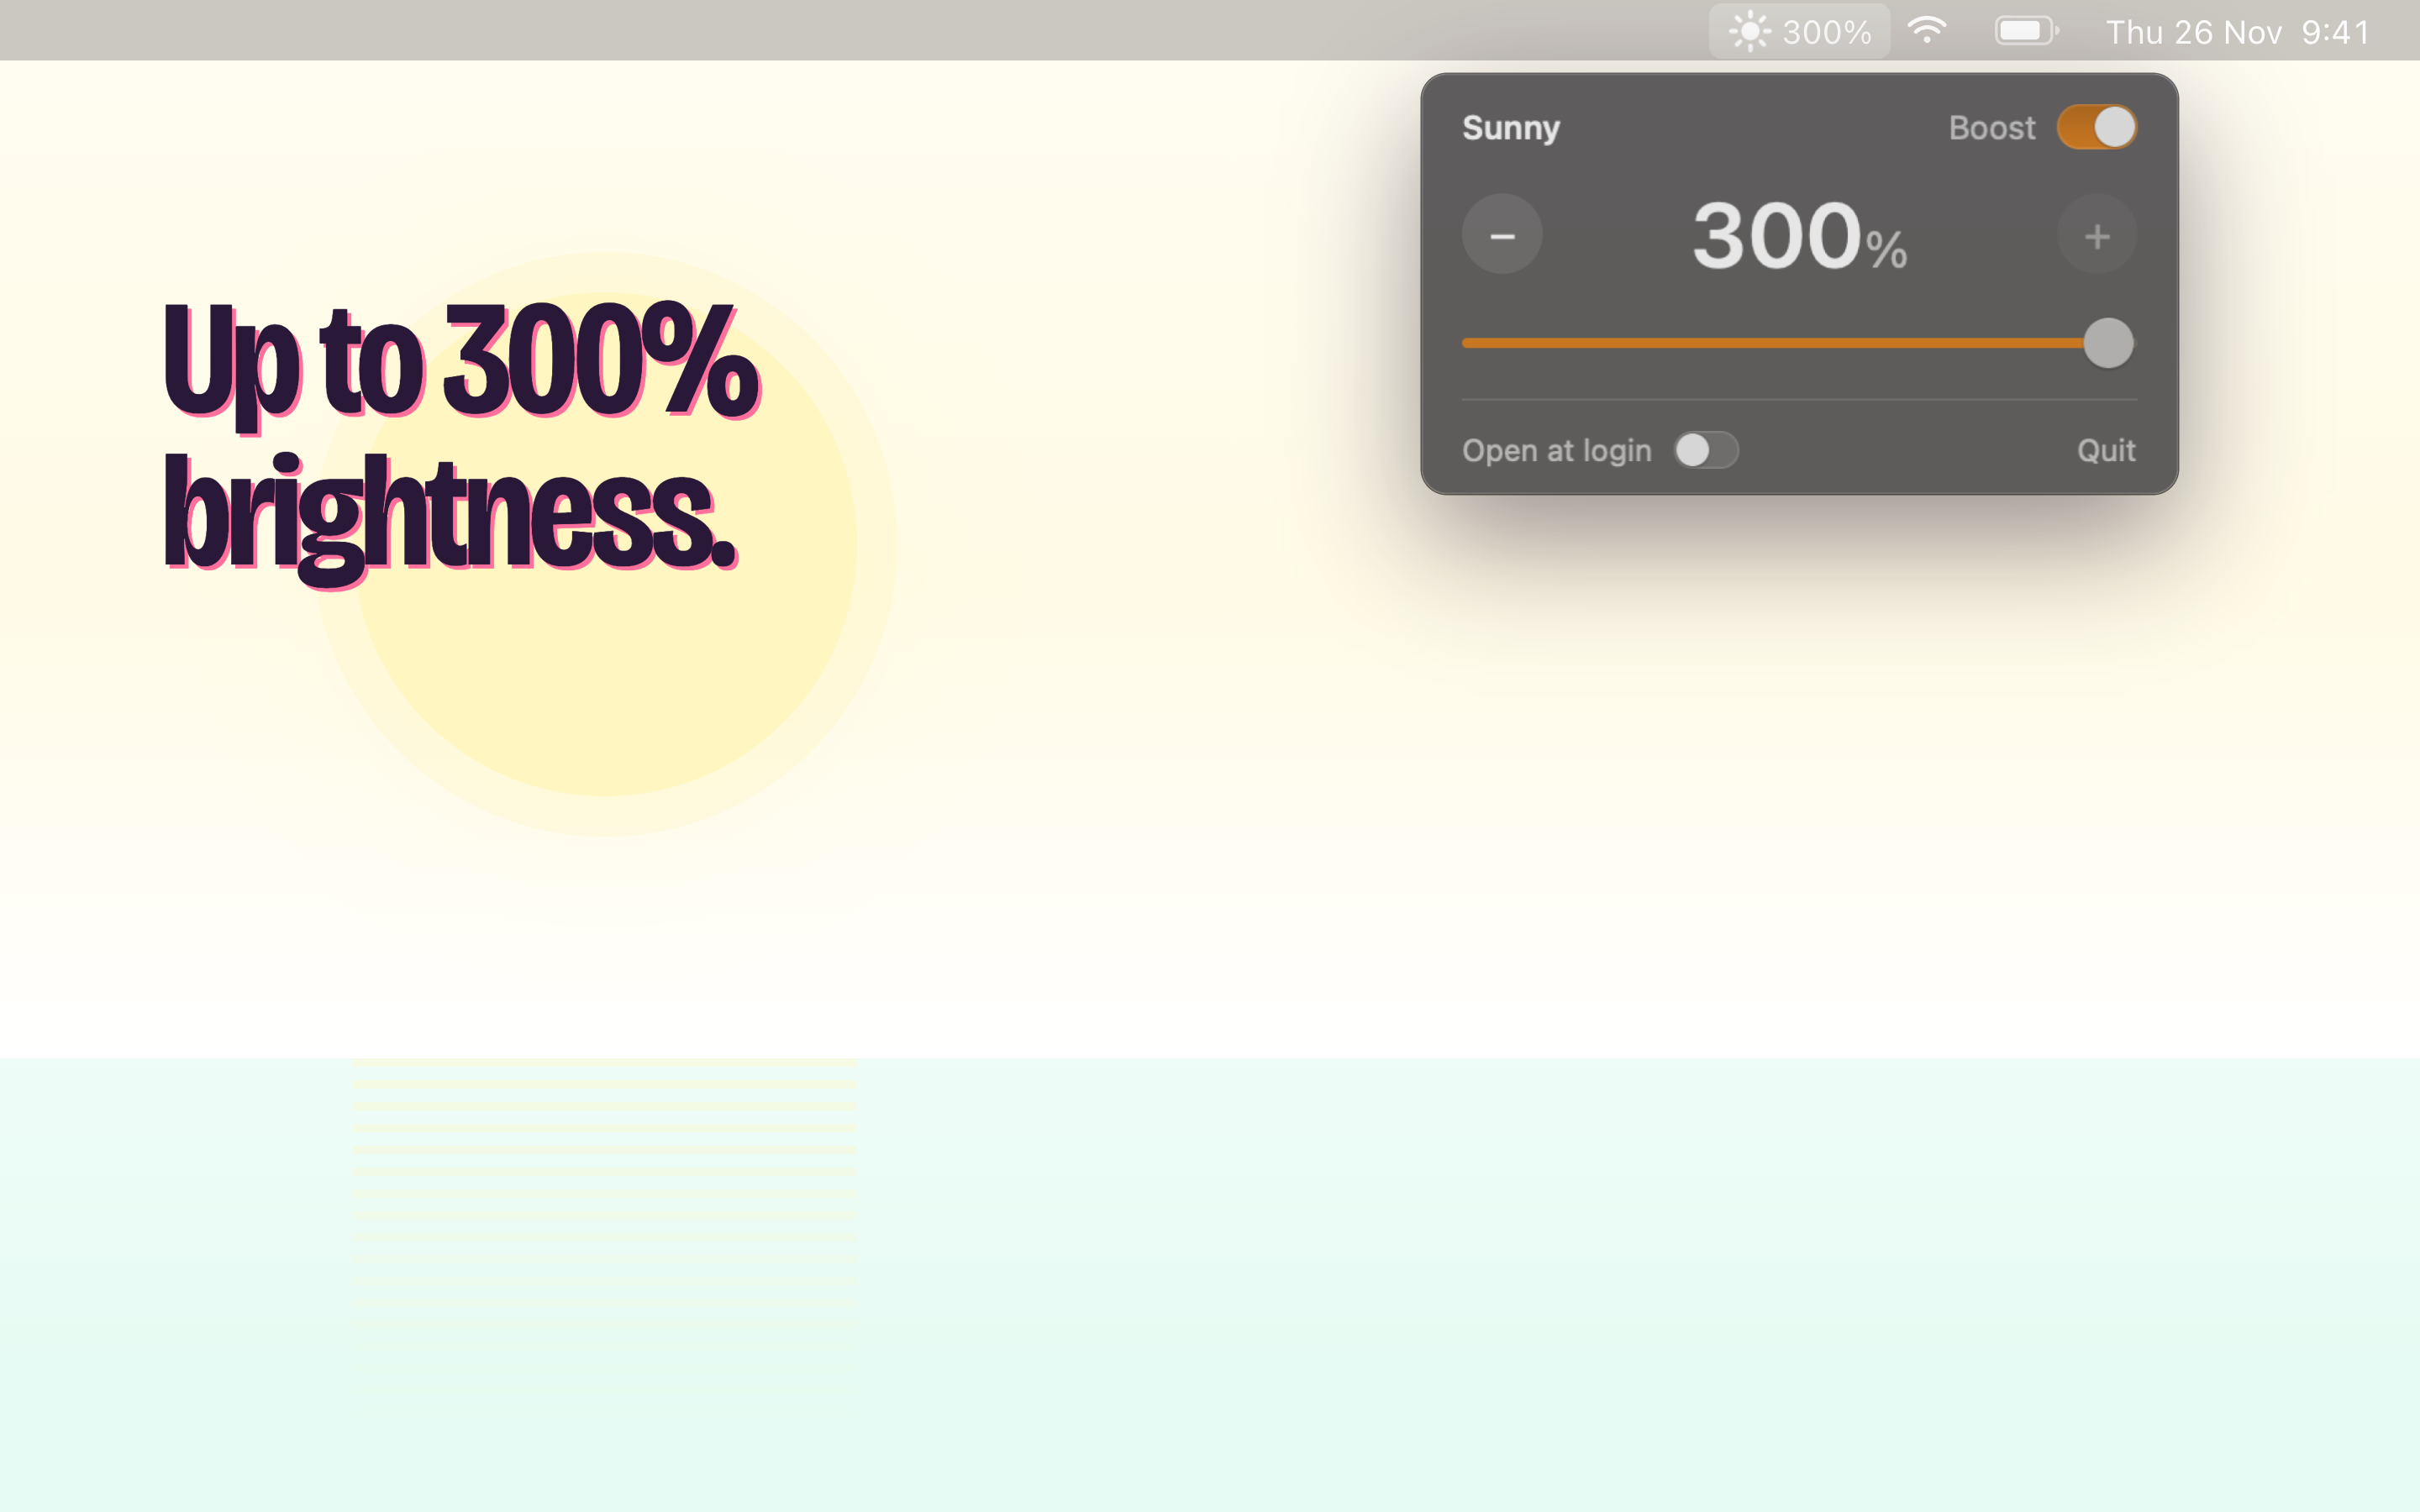 300% Thu 26 Nov 9:41
Sunny Boost
− 300% +
Open at login Quit
Up to 300%
brightness.